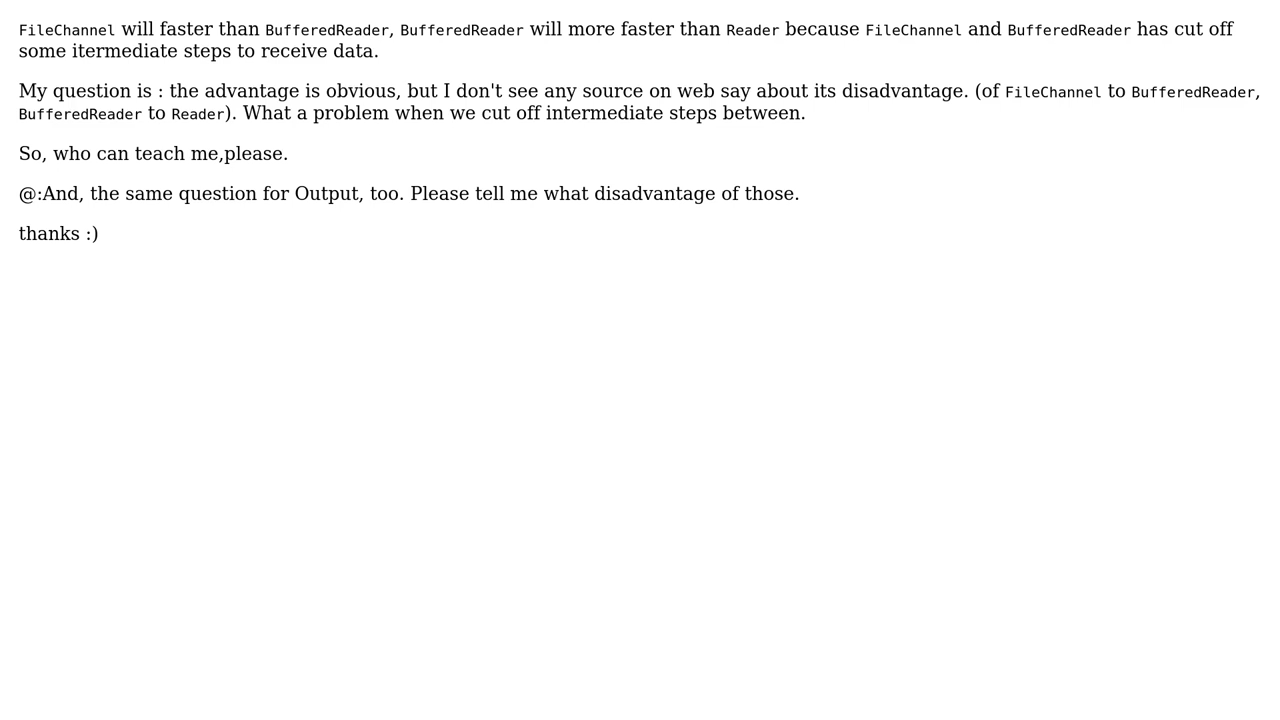 FileChannel will faster than BufferedReader, BufferedReader will more faster than Reader because FileChannel and BufferedReader has cut off
some itermediate steps to receive data.
My question is : the advantage is obvious, but I don't see any source on web say about its disadvantage. (of FileChannel to BufferedReader,
BufferedReader to Reader). What a problem when we cut off intermediate steps between.
So, who can teach me,please.
@:And, the same question for Output, too. Please tell me what disadvantage of those.
thanks :)